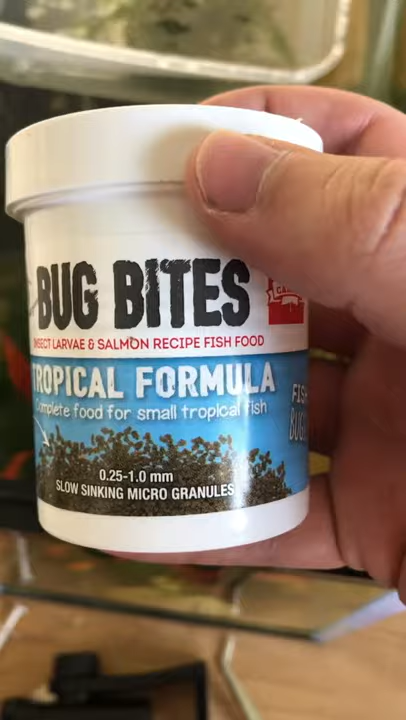 BUG BITES
INSECT LARVAE & SALMON RECIPE FISH FOOD
TROPICAL FORMULA
Complete food for small tropical fish
0.25-1.0 mm
SLOW SINKING MICRO GRANULES